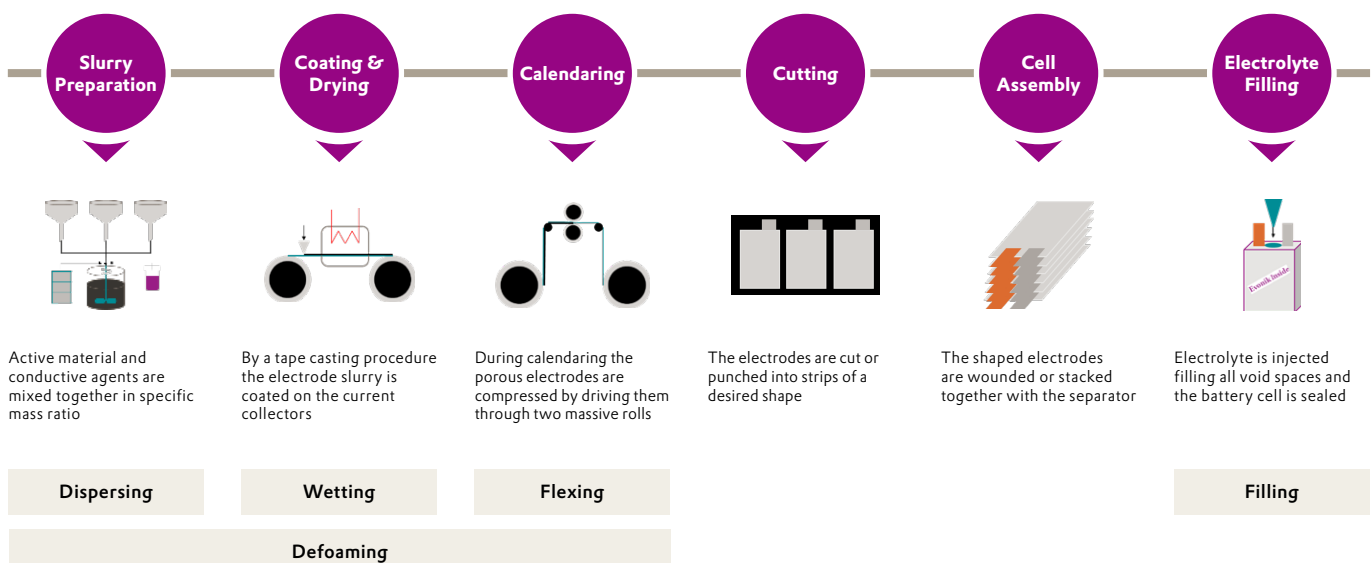 Slurry
Preparation
Coating &
Drying
Calendaring
Cutting
Cell
Assembly
Electrolyte
Filling
Evonik inside
Active material and
conductive agents are
mixed together in specific
mass ratio
By a tape casting procedure
the electrode slurry is
coated on the current
collectors
During calendaring the
porous electrodes are
compressed by driving them
through two massive rolls
The electrodes are cut or
punched into strips of a
desired shape
The shaped electrodes
are wounded or stacked
together with the separator
Electrolyte is injected
filling all void spaces and
the battery cell is sealed
Dispersing
Wetting
Flexing
Filling
Defoaming